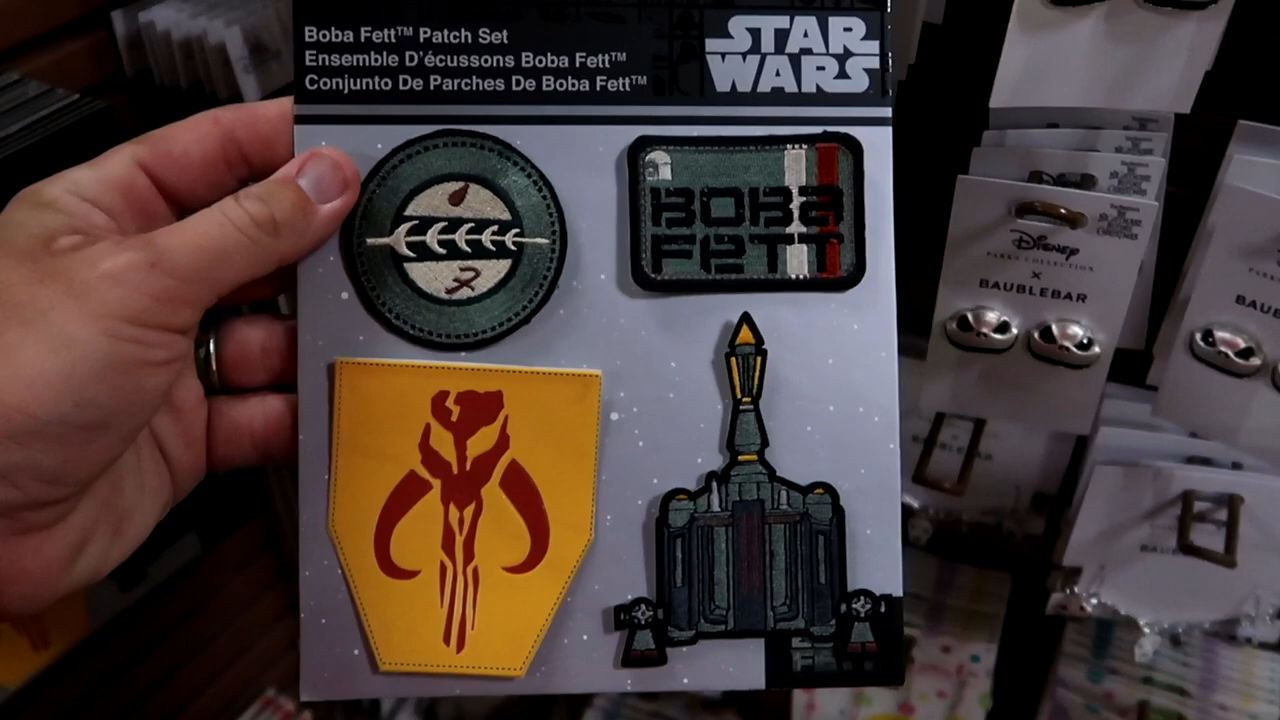 Boba Fett™ Patch Set
Ensemble D'écussons Boba Fett™
Conjunto De Parches De Boba Fett™
STAR
WARS
BOBA
FETT
Disney
PARKS COLLECTION
×
BAUBLEBAR